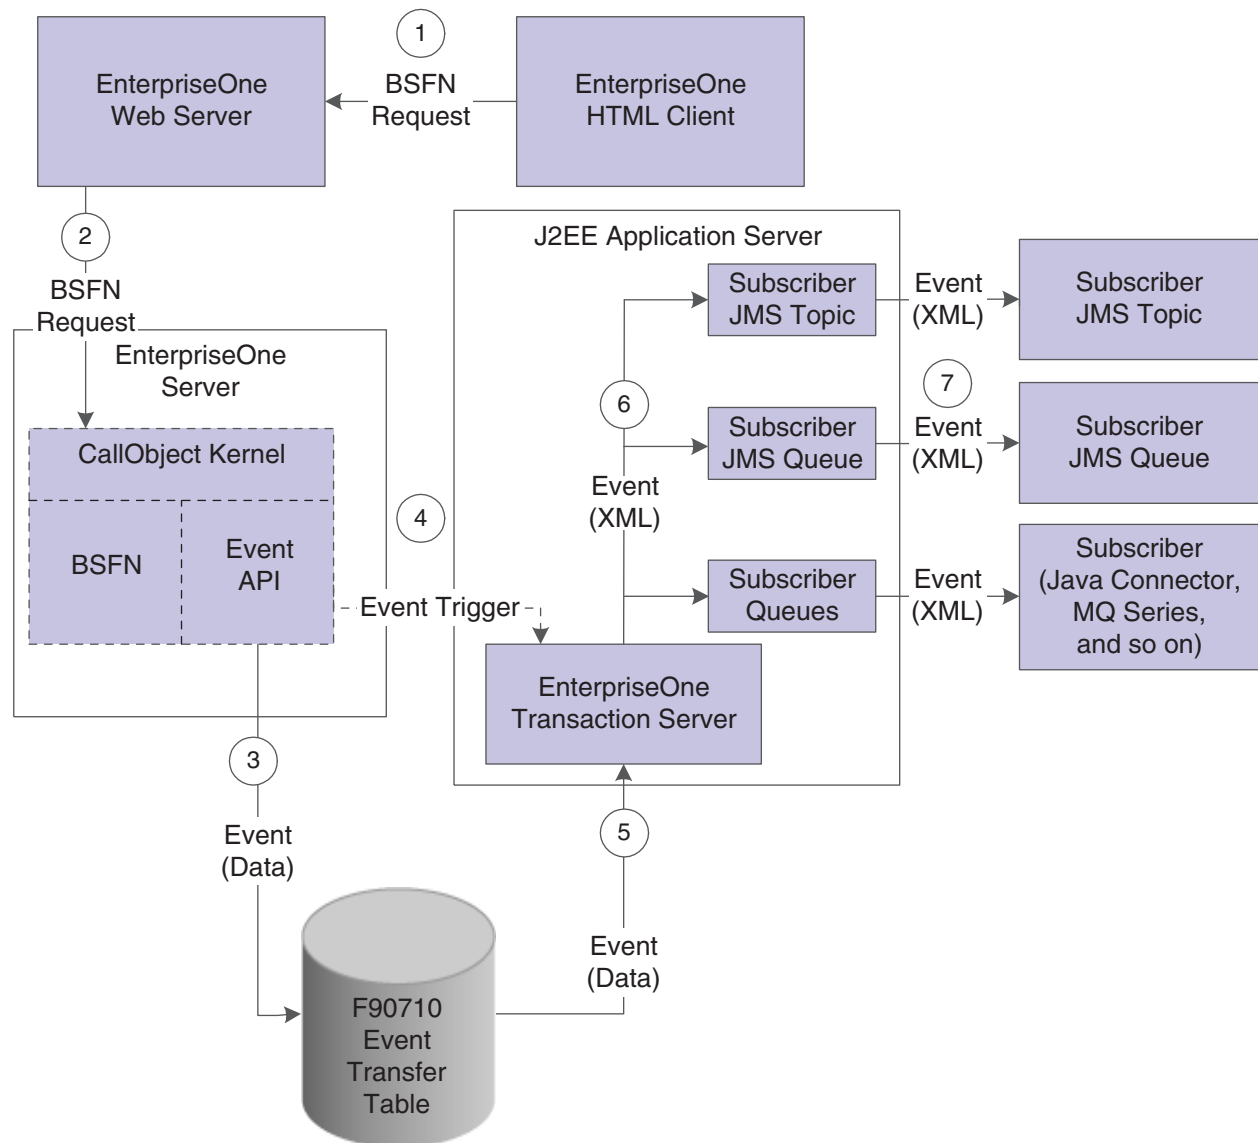 1
EnterpriseOne
Web Server
BSFN
Request
EnterpriseOne
HTML Client
2
BSFN
Request
EnterpriseOne
Server
CallObject Kernel
BSFN
Event
API
3
Event
(Data)
4
Event Trigger
J2EE Application Server
Subscriber
JMS Topic
6
Subscriber
JMS Queue
Event
(XML)
Subscriber
Queues
EnterpriseOne
Transaction Server
5
Event
(Data)
F90710
Event
Transfer
Table
Event
(XML)
Subscriber
JMS Topic
7
Event
(XML)
Subscriber
JMS Queue
Event
(XML)
Subscriber
(Java Connector,
MQ Series,
and so on)